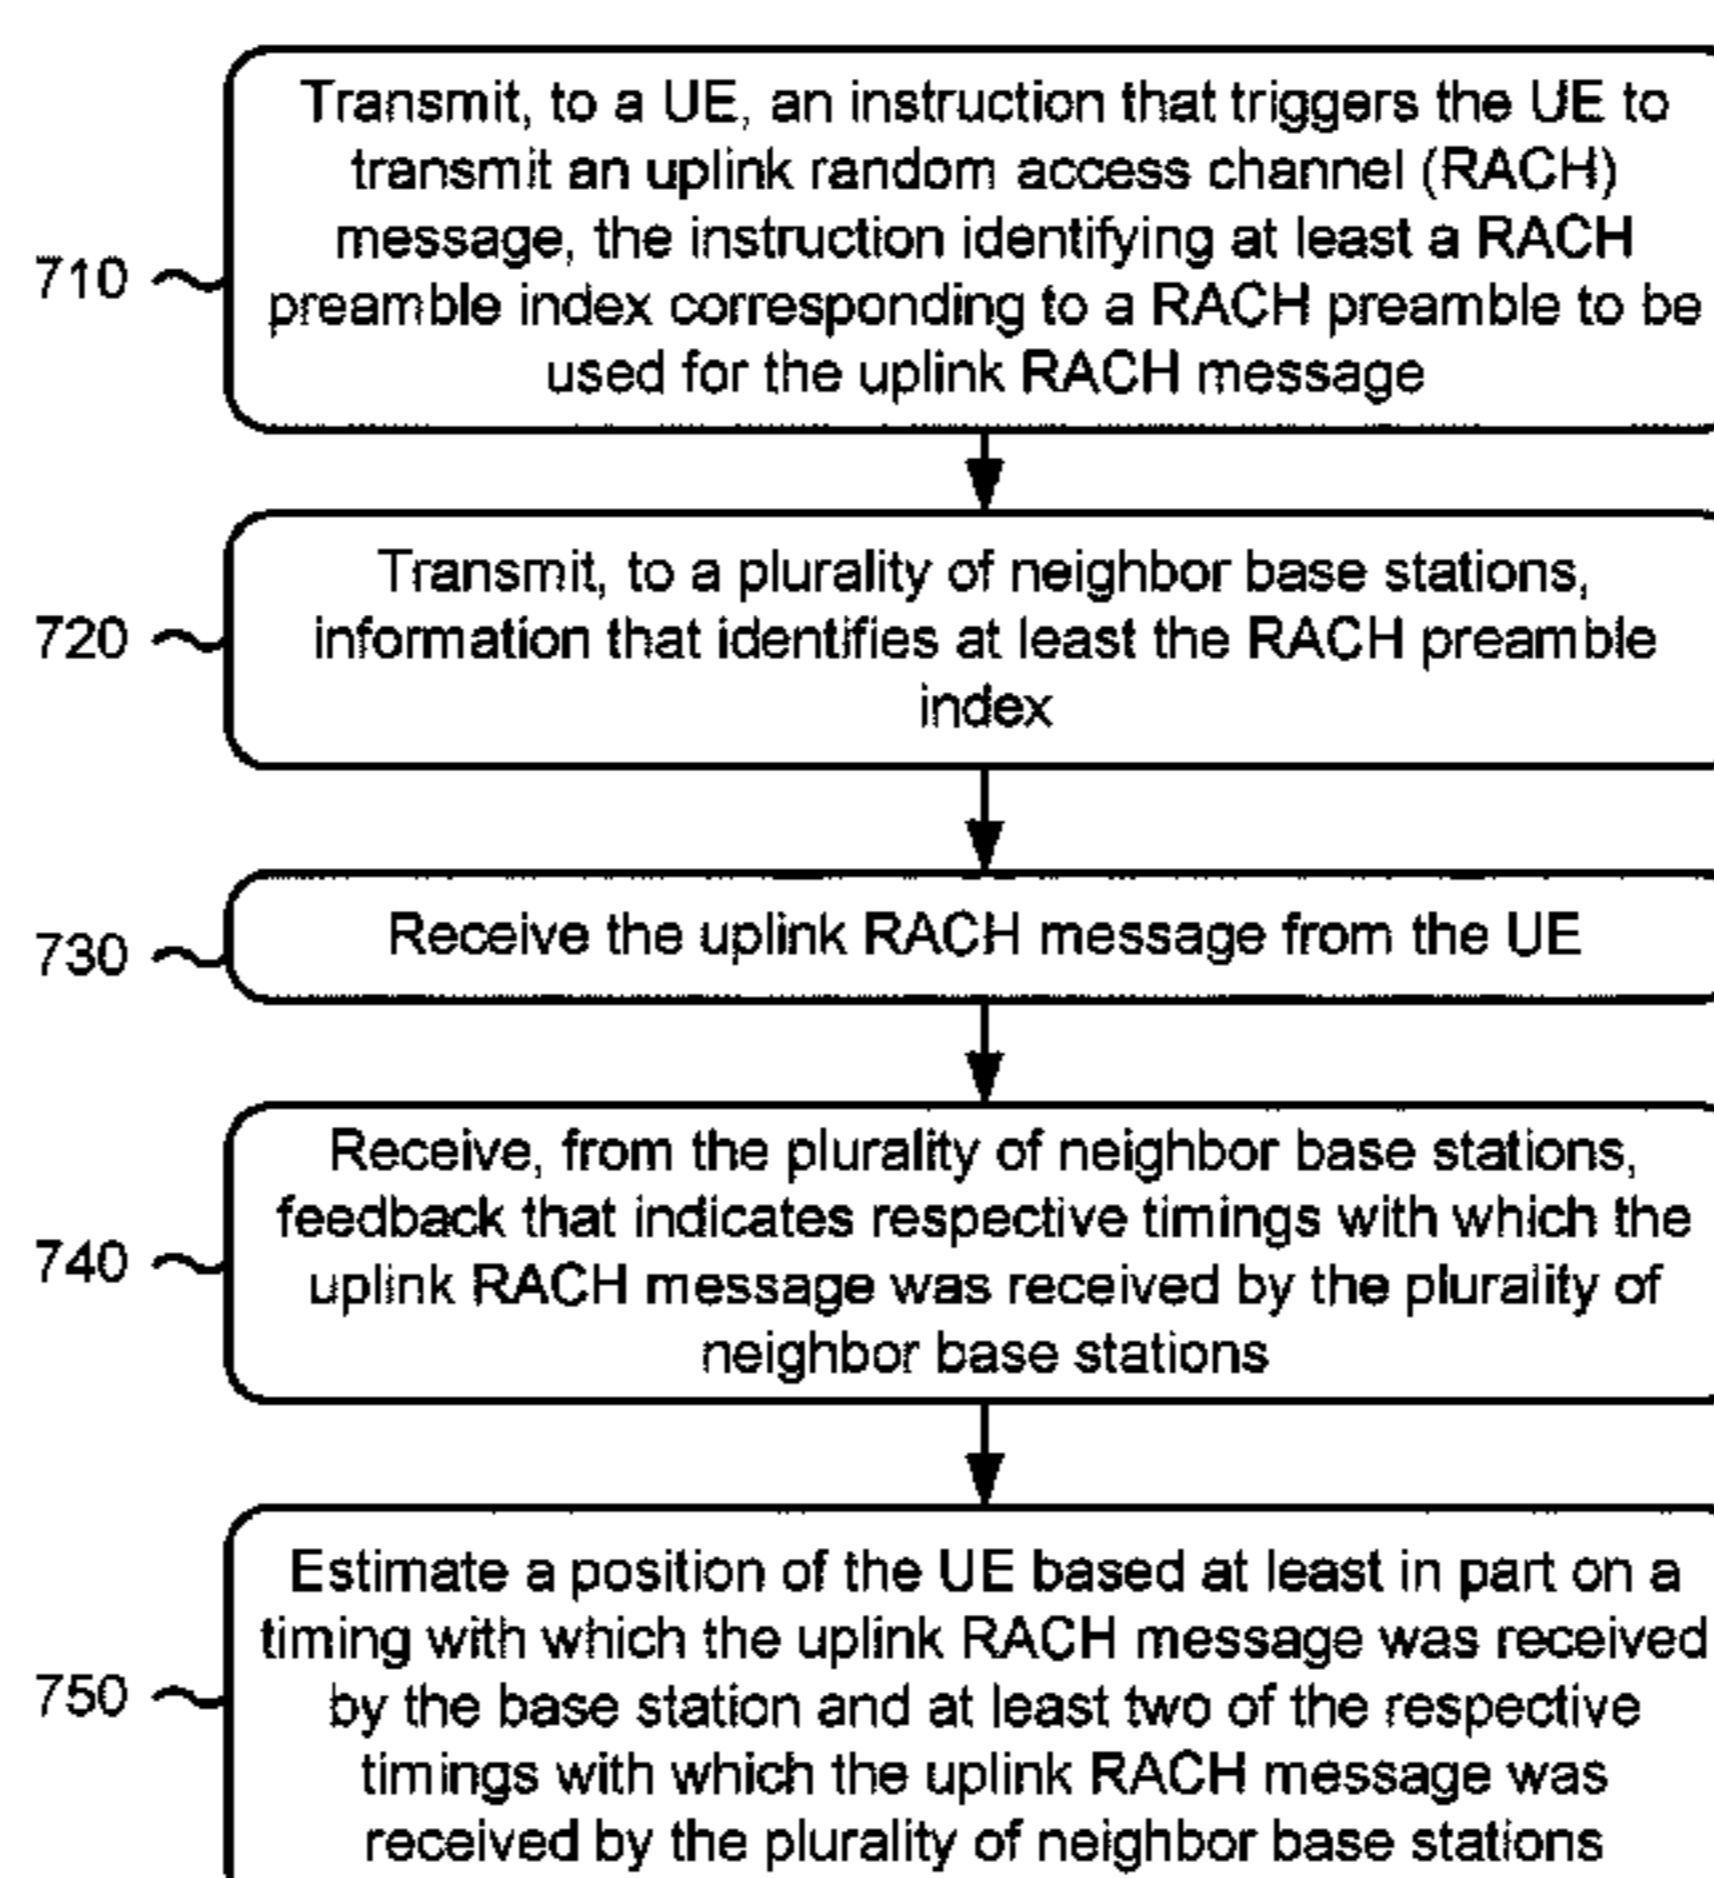 Transmit, to a UE, an instruction that triggers the UE to
transmit an uplink random access channel (RACH)
message, the instruction identifying at least a RACH
preamble index corresponding to a RACH preamble to be
used for the uplink RACH message
710
Transmit, to a plurality of neighbor base stations,
information that identifies at least the RACH preamble
index
720
Receive the uplink RACH message from the UE
730
Receive, from the plurality of neighbor base stations,
feedback that indicates respective timings with which the
uplink RACH message was received by the plurality of
neighbor base stations
740
Estimate a position of the UE based at least in part on a
timing with which the uplink RACH message was received
by the base station and at least two of the respective
timings with which the uplink RACH message was
received by the plurality of neighbor base stations
750